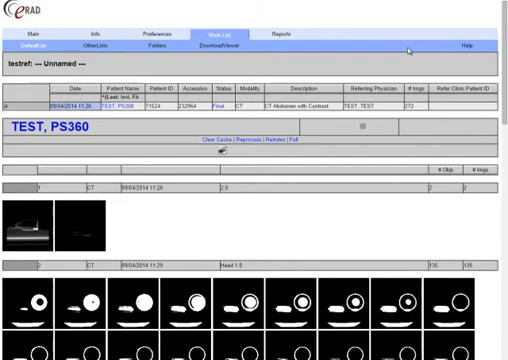 eRAD
Main Info Preferences Work List Reports
DefaultList OtherLists Folders DownloadViewer Help
testref: --- Unnamed ---
Date Patient Name Patient ID Accession Status Modality Description Referring Physician # Imgs Refer Clinic Patient ID
^(Last: test, Fir
09/04/2014 11:26 TEST, PS360 71524 232964 Final CT CT Abdomen with Contrast TEST, TEST 272
TEST, PS360
Clear Cache | Reprocess | ReIndex | Full
# Objs # Imgs
1 CT 09/04/2014 11:28 2.0 2 2
2 CT 09/04/2014 11:29 Head 1.0 135 135